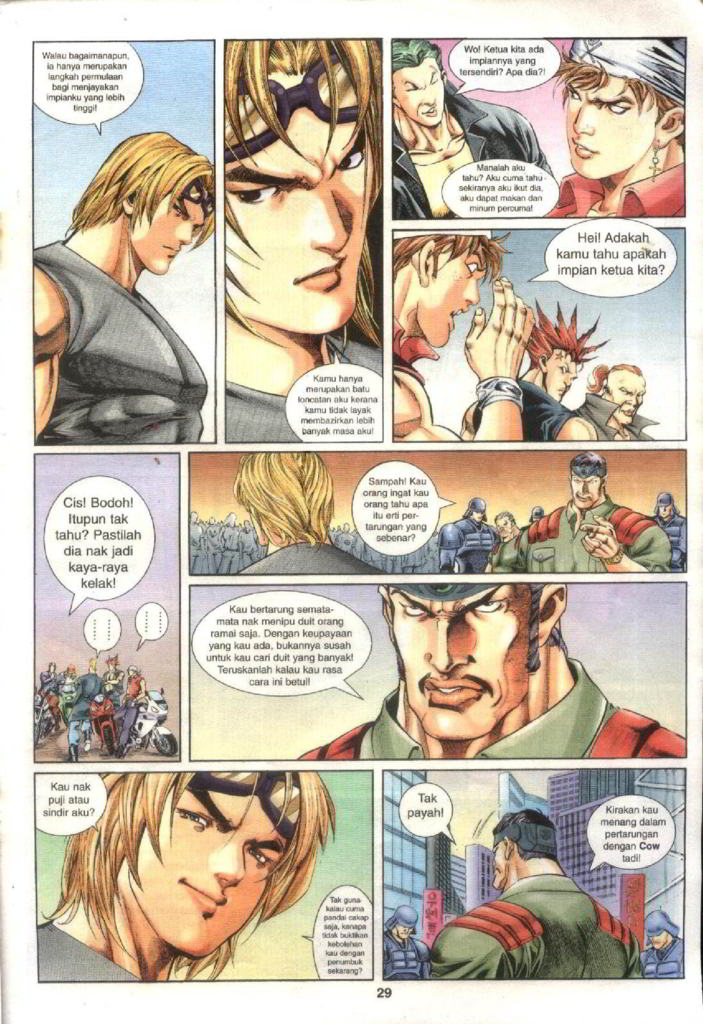 Walau bagaimanapun,
ia hanya merupakan
langkah permulaan
bagi menjayakan
impianku yang lebih
tinggi!
Kamu hanya
merupakan batu
loncatan aku kerana
kamu tidak layak
membazirkan lebih
banyak masa aku!
Wo! Ketua kita ada
impiannya yang
tersendiri? Apa dia?!
Manalah aku
tahu? Aku cuma tahu
sekiranya aku ikut dia,
aku dapat makan dan
minum percuma!
Hei! Adakah
kamu tahu apakah
impian ketua kita?
Cis! Bodoh!
Itupun tak
tahu? Pastilah
dia nak jadi
kaya-raya
kelak!
Sampah! Kau
orang ingat kau
orang tahu apa
itu erti per-
tarungan yang
sebenar?
Kau bertarung semata-
mata nak menipu duit orang
ramai saja. Dengan keupayaan
yang kau ada, bukannya susah
untuk kau cari duit yang banyak!
Teruskanlah kalau kau rasa
cara ini betul!
Kau nak
puji atau
sindir aku?
Tak guna
kalau cuma
pandai cakap
saja, kenapa
tak buktikan
kebolehan
kau dengan
penumbuk
sekarang?
Tak
payah!
Kirakan kau
menang dalam
pertarungan
dengan Cow
tadi!
29